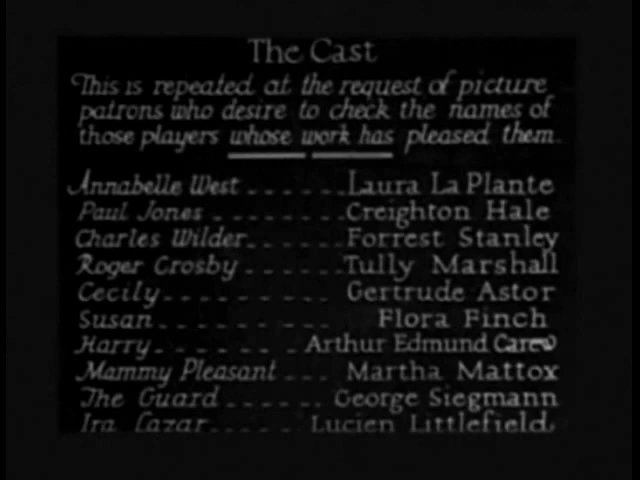 The Cast
This is repeated at the request of picture
patrons who desire to check the names of
those players whose work has pleased them.
Annabelle West ...... Laura La Plante
Paul Jones ........ Creighton Hale
Charles Wilder...... Forrest Stanley
Roger Crosby ...... Tully Marshall
Cecily......... Gertrude Astor
Susan......... Flora Finch
Harry........ Arthur Edmund Carew
Mammy Pleasant ... Martha Mattox
The Guard ...... George Siegmann
Ira Lazar...... Lucien Littlefield.